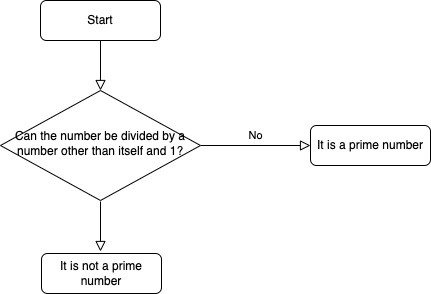 Start
Can the number be divided by a
number other than itself and 1?
No
It is a prime number
It is not a prime
number